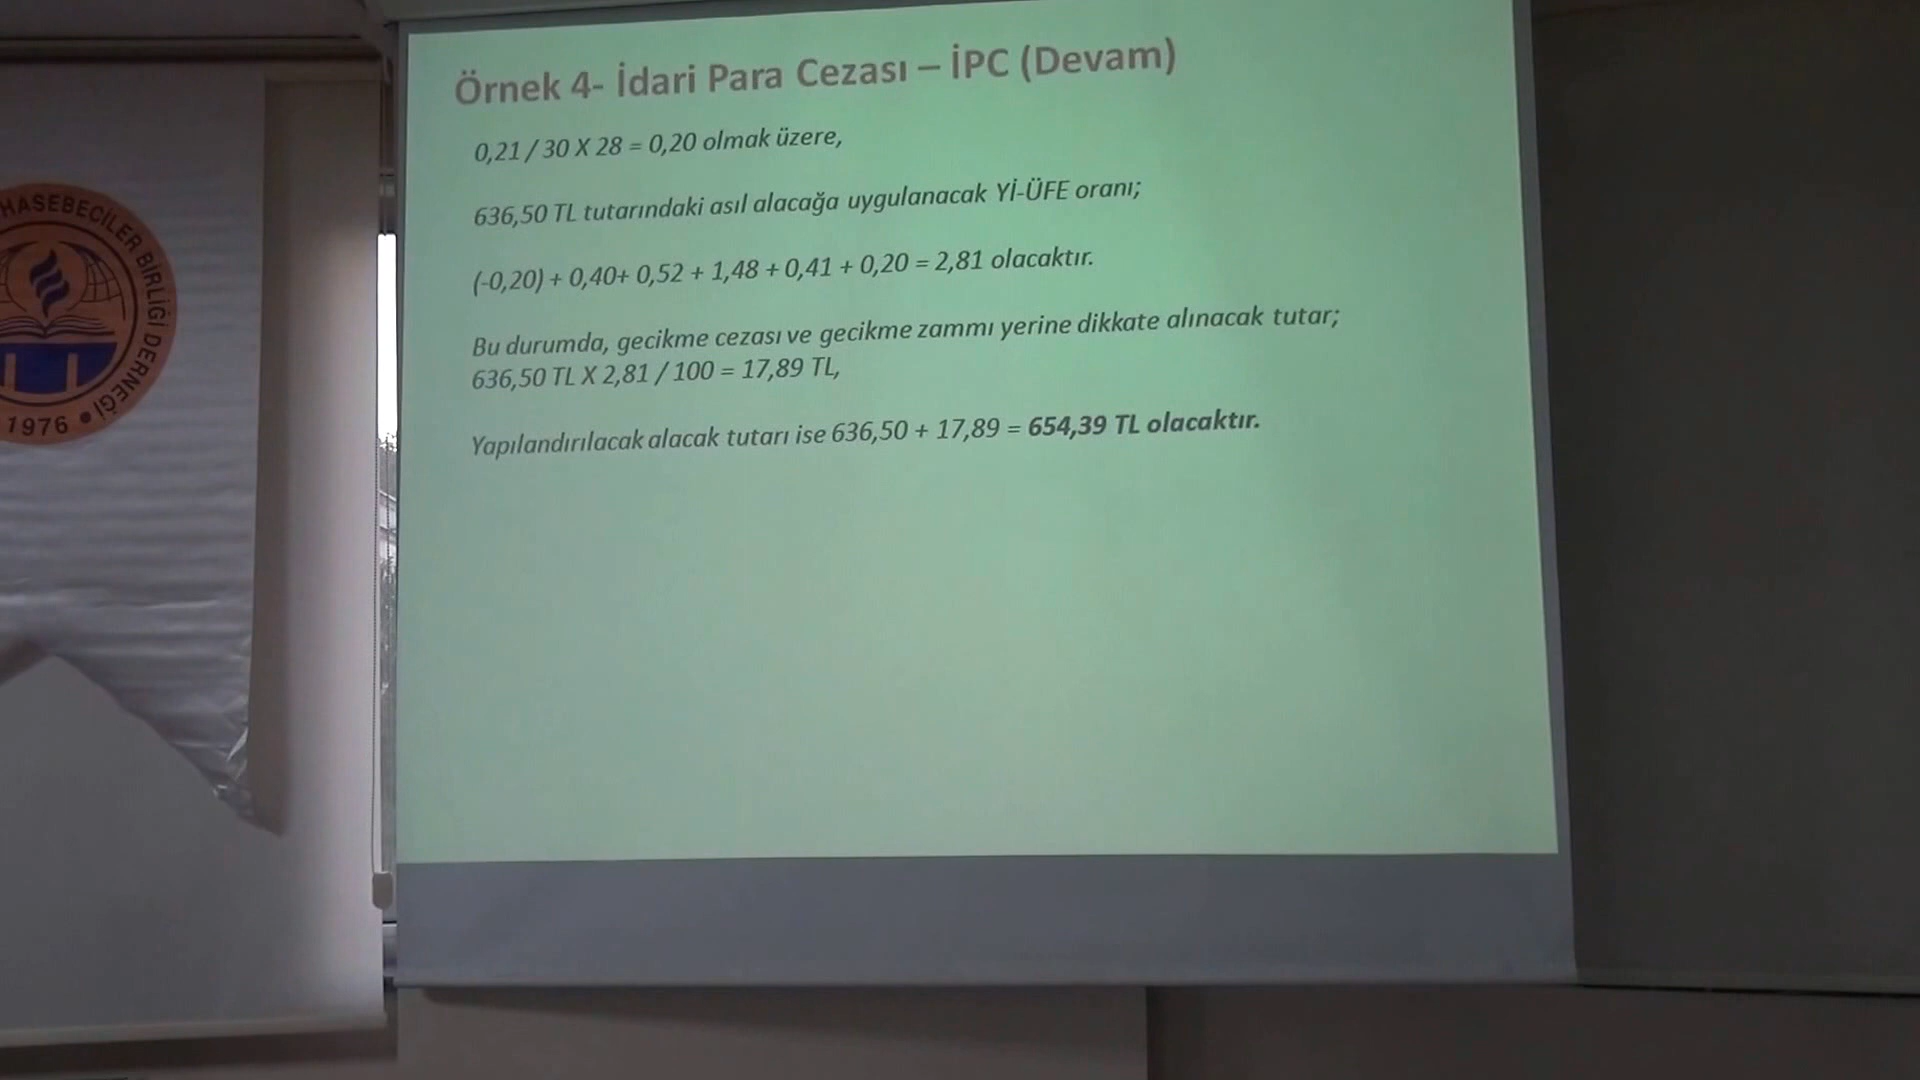 HASEBECİLER BİRLİĞİ DERNEĞİ
1976
Örnek 4- İdari Para Cezası – İPC (Devam)
0,21 / 30 X 28 = 0,20 olmak üzere,
636,50 TL tutarındaki asıl alacağa uygulanacak Yİ-ÜFE oranı;
(-0,20) + 0,40+ 0,52 + 1,48 + 0,41 + 0,20 = 2,81 olacaktır.
Bu durumda, gecikme cezası ve gecikme zammı yerine dikkate alınacak tutar;
636,50 TL X 2,81 / 100 = 17,89 TL,
Yapılandırılacak alacak tutarı ise 636,50 + 17,89 = 654,39 TL olacaktır.